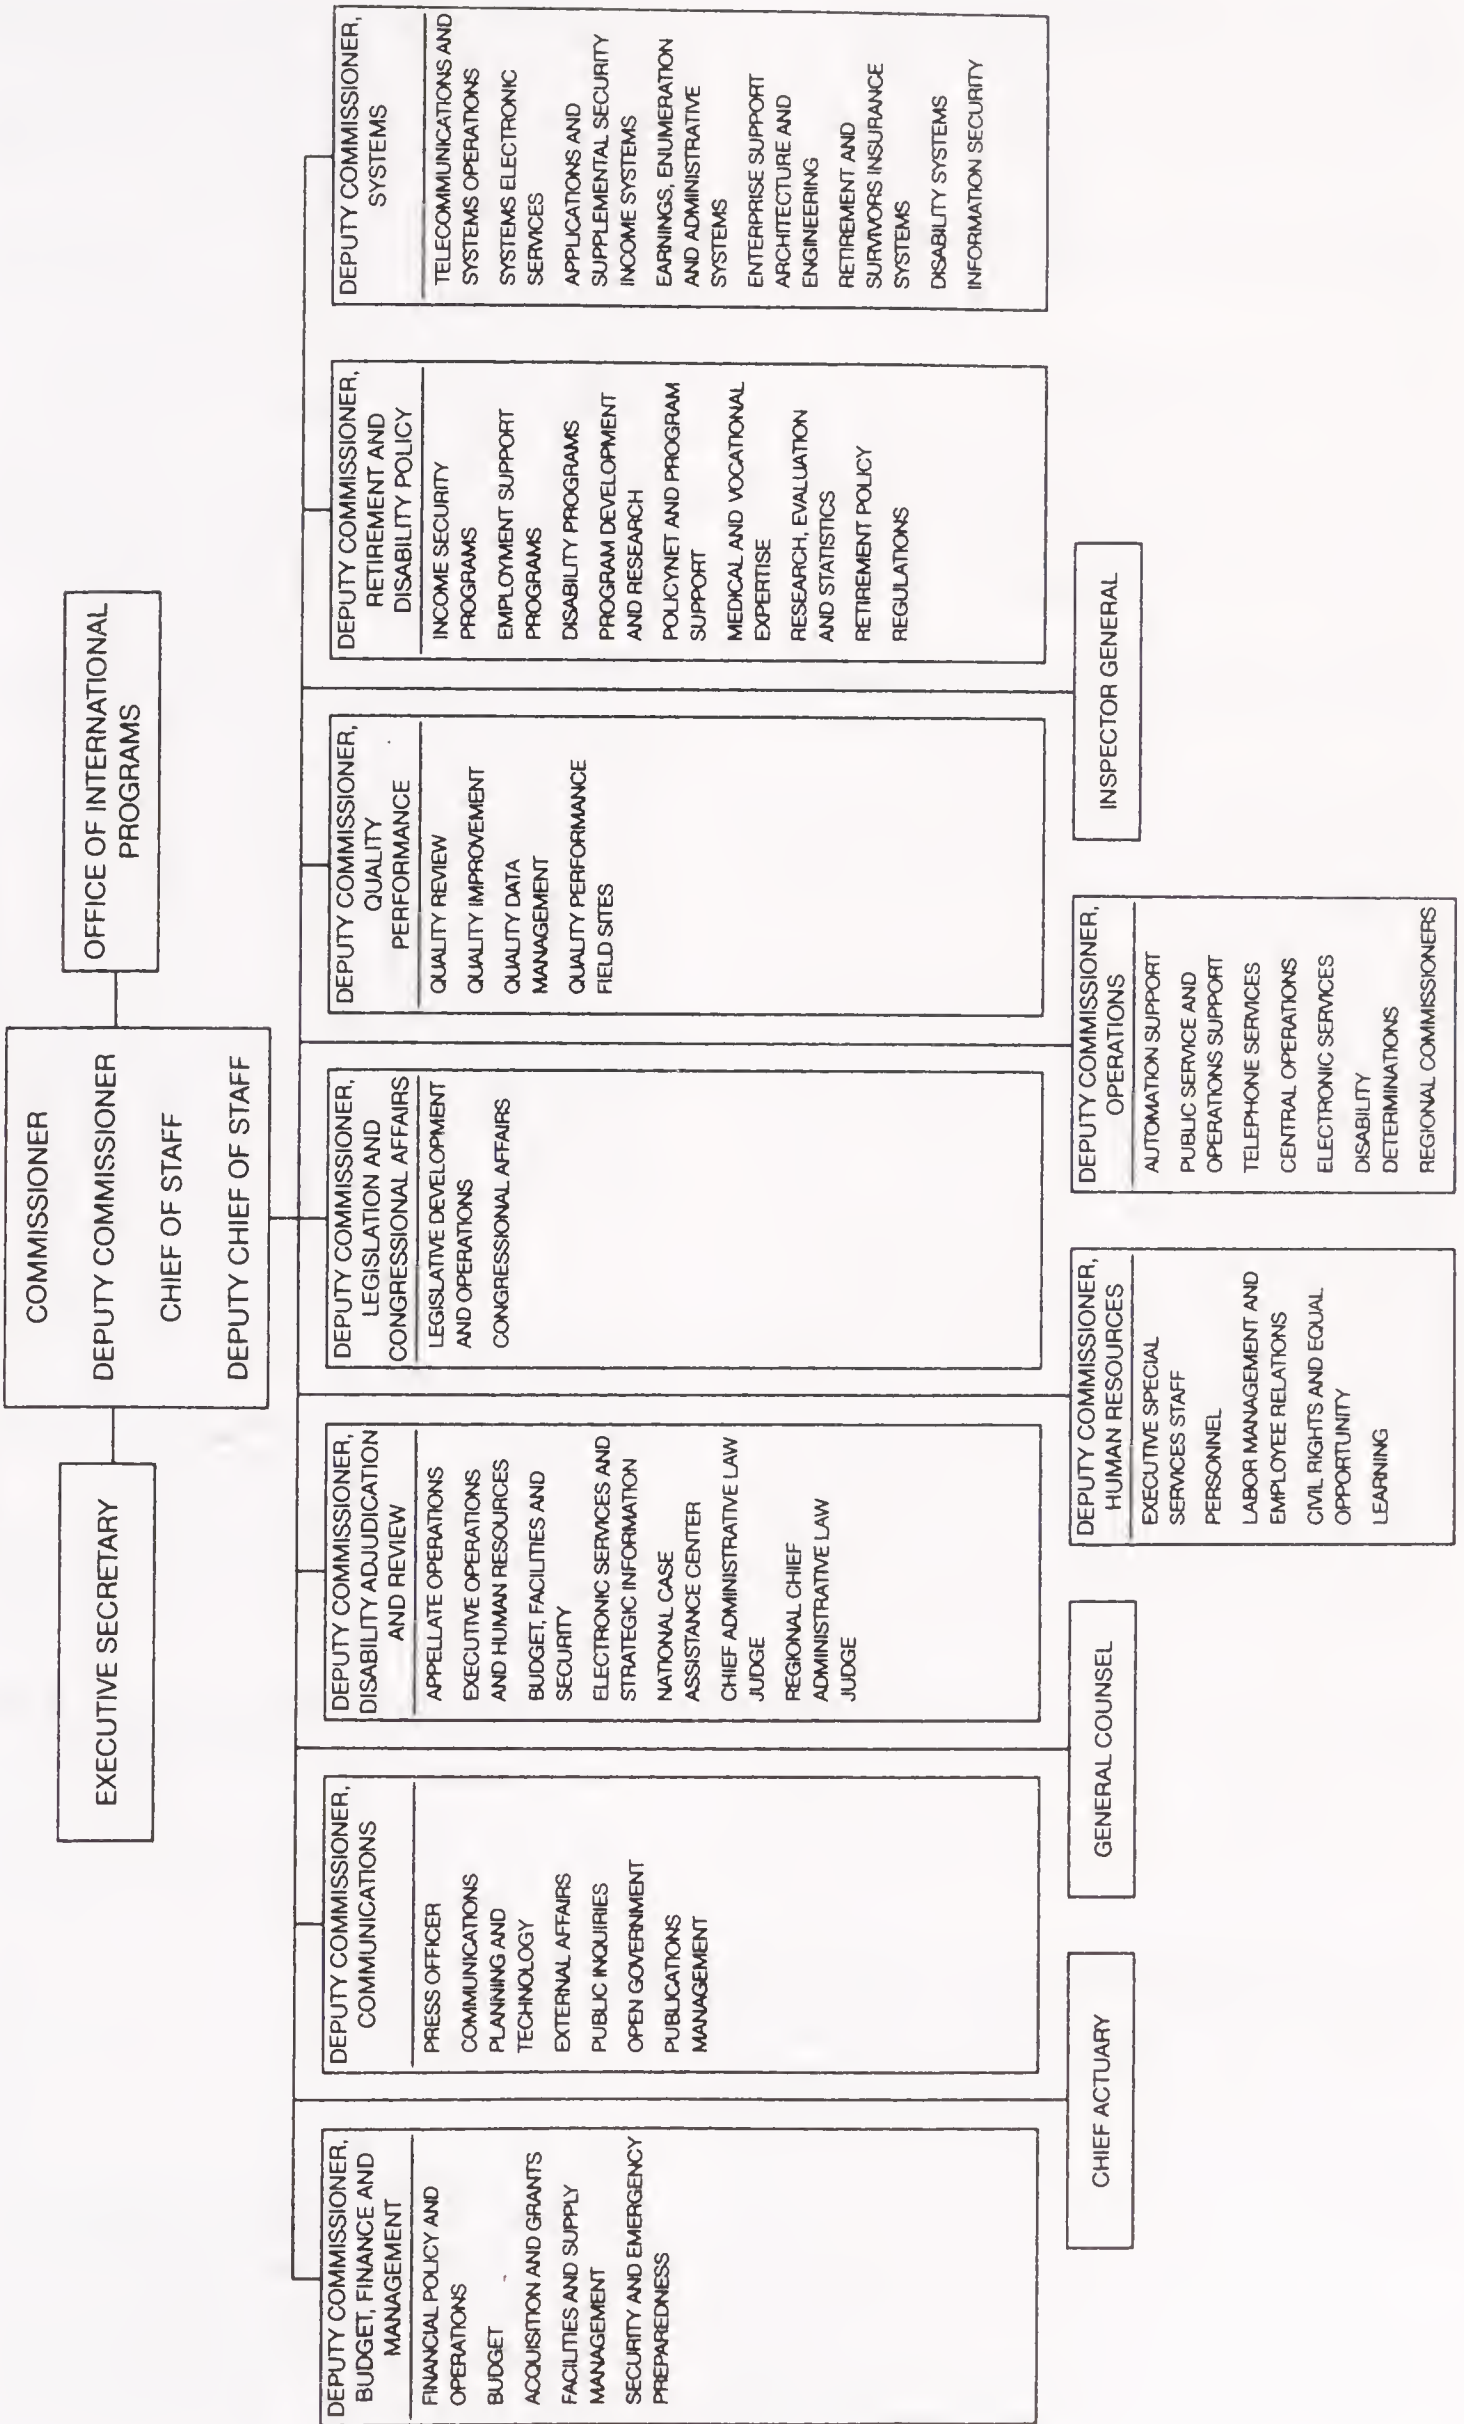 COMMISSIONER
DEPUTY COMMISSIONER
CHIEF OF STAFF
DEPUTY CHIEF OF STAFF
EXECUTIVE SECRETARY
OFFICE OF INTERNATIONAL
PROGRAMS
DEPUTY COMMISSIONER,
BUDGET, FINANCE AND
MANAGEMENT
FINANCIAL POLICY AND
OPERATIONS
BUDGET
ACQUISITION AND GRANTS
FACILITIES AND SUPPLY
MANAGEMENT
SECURITY AND EMERGENCY
PREPAREDNESS
DEPUTY COMMISSIONER,
COMMUNICATIONS
PRESS OFFICER
COMMUNICATIONS
PLANNING AND
TECHNOLOGY
EXTERNAL AFFAIRS
PUBLIC INQUIRIES
OPEN GOVERNMENT
PUBLICATIONS
MANAGEMENT
DEPUTY COMMISSIONER,
DISABILITY ADJUDICATION
AND REVIEW
APPELLATE OPERATIONS
EXECUTIVE OPERATIONS
AND HUMAN RESOURCES
BUDGET, FACILITIES AND
SECURITY
ELECTRONIC SERVICES AND
STRATEGIC INFORMATION
NATIONAL CASE
ASSISTANCE CENTER
CHIEF ADMINISTRATIVE LAW
JUDGE
REGIONAL CHIEF
ADMINISTRATIVE LAW
JUDGE
DEPUTY COMMISSIONER,
LEGISLATION AND
CONGRESSIONAL AFFAIRS
LEGISLATIVE DEVELOPMENT
AND OPERATIONS
CONGRESSIONAL AFFAIRS
DEPUTY COMMISSIONER,
QUALITY
PERFORMANCE
QUALITY REVIEW
QUALITY IMPROVEMENT
QUALITY DATA
MANAGEMENT
QUALITY PERFORMANCE
FIELD SITES
DEPUTY COMMISSIONER,
RETIREMENT AND
DISABILITY POLICY
INCOME SECURITY
PROGRAMS
EMPLOYMENT SUPPORT
PROGRAMS
DISABILITY PROGRAMS
PROGRAM DEVELOPMENT
AND RESEARCH
POLICYNET AND PROGRAM
SUPPORT
MEDICAL AND VOCATIONAL
EXPERTISE
RESEARCH, EVALUATION
AND STATISTICS
RETIREMENT POLICY
REGULATIONS
DEPUTY COMMISSIONER,
SYSTEMS
TELECOMMUNICATIONS AND
SYSTEMS OPERATIONS
SYSTEMS ELECTRONIC
SERVICES
APPLICATIONS AND
SUPPLEMENTAL SECURITY
INCOME SYSTEMS
EARNINGS, ENUMERATION
AND ADMINISTRATIVE
SYSTEMS
ENTERPRISE SUPPORT
ARCHITECTURE AND
ENGINEERING
RETIREMENT AND
SURVIVORS INSURANCE
SYSTEMS
DISABILITY SYSTEMS
INFORMATION SECURITY
CHIEF ACTUARY
GENERAL COUNSEL
DEPUTY COMMISSIONER,
HUMAN RESOURCES
EXECUTIVE SPECIAL
SERVICES STAFF
PERSONNEL
LABOR MANAGEMENT AND
EMPLOYEE RELATIONS
CIVIL RIGHTS AND EQUAL
OPPORTUNITY
LEARNING
DEPUTY COMMISSIONER,
OPERATIONS
AUTOMATION SUPPORT
PUBLIC SERVICE AND
OPERATIONS SUPPORT
TELEPHONE SERVICES
CENTRAL OPERATIONS
ELECTRONIC SERVICES
DISABILITY
DETERMINATIONS
REGIONAL COMMISSIONERS
INSPECTOR GENERAL